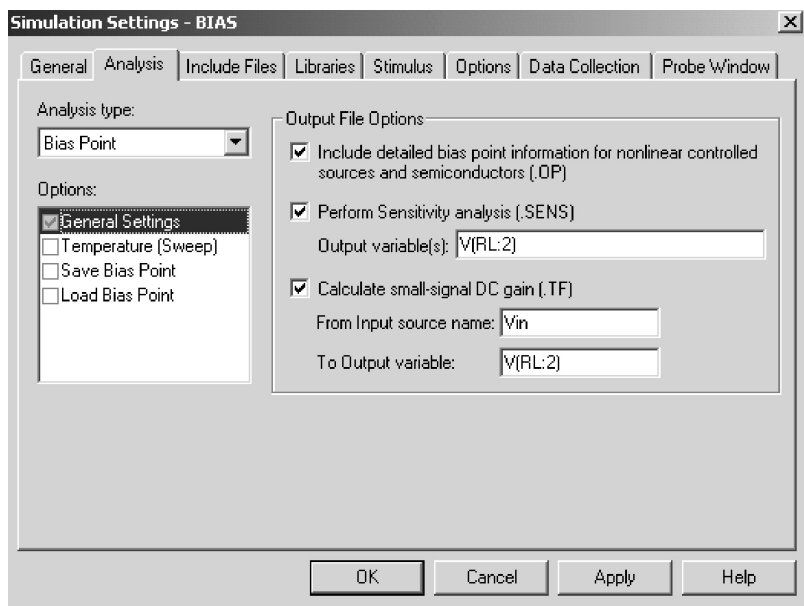 Simulation Settings - BIAS
General Analysis Include Files Libraries Stimulus Options Data Collection Probe Window
Analysis type:
Bias Point
Options:
General Settings
Temperature (Sweep)
Save Bias Point
Load Bias Point
Output File Options
Include detailed bias point information for nonlinear controlled
sources and semiconductors (.OP)
Perform Sensitivity analysis (.SENS)
Output variable(s): V(RL:2)
Calculate small-signal DC gain (.TF)
From Input source name: Vin
To Output variable: V(RL:2)
OK Cancel Apply Help